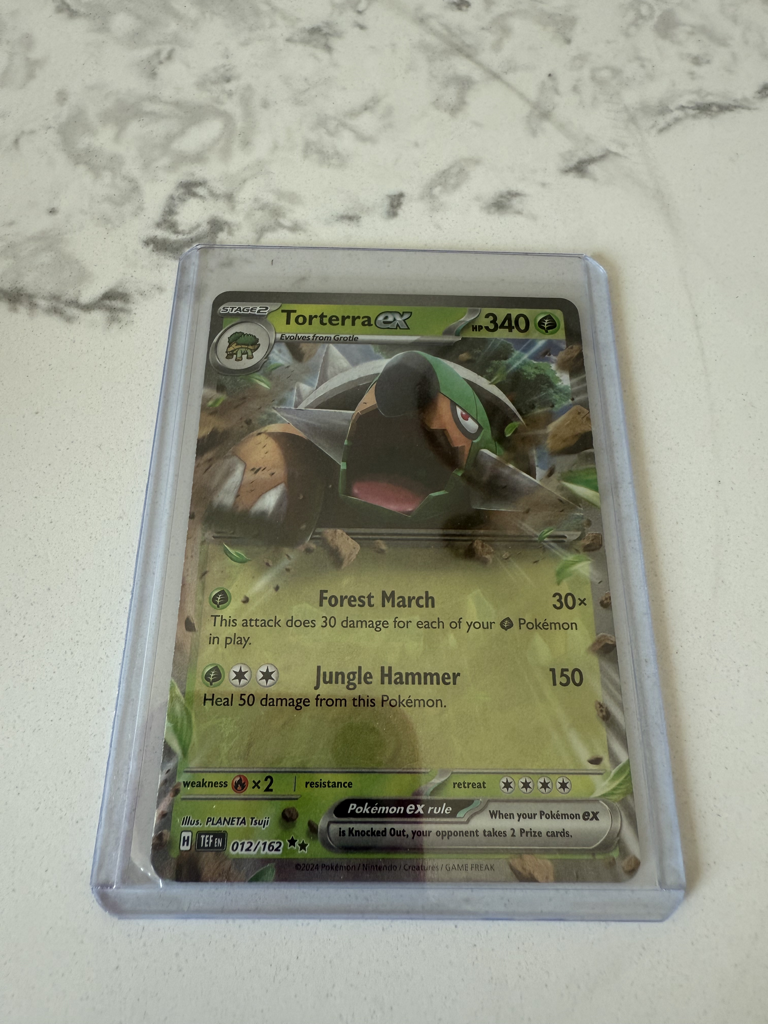 STAGE2 Torterra ex HP 340
Evolves from Grotle
Forest March 30×
This attack does 30 damage for each of your Pokémon
in play.
Jungle Hammer 150
Heal 50 damage from this Pokémon.
weakness ×2 resistance retreat
Pokémon ex rule When your Pokémon ex
is Knocked Out, your opponent takes 2 Prize cards.
Illus. PLANETA Tsuji
H TEF EN 012/162
©2024 Pokémon / Nintendo / Creatures / GAME FREAK